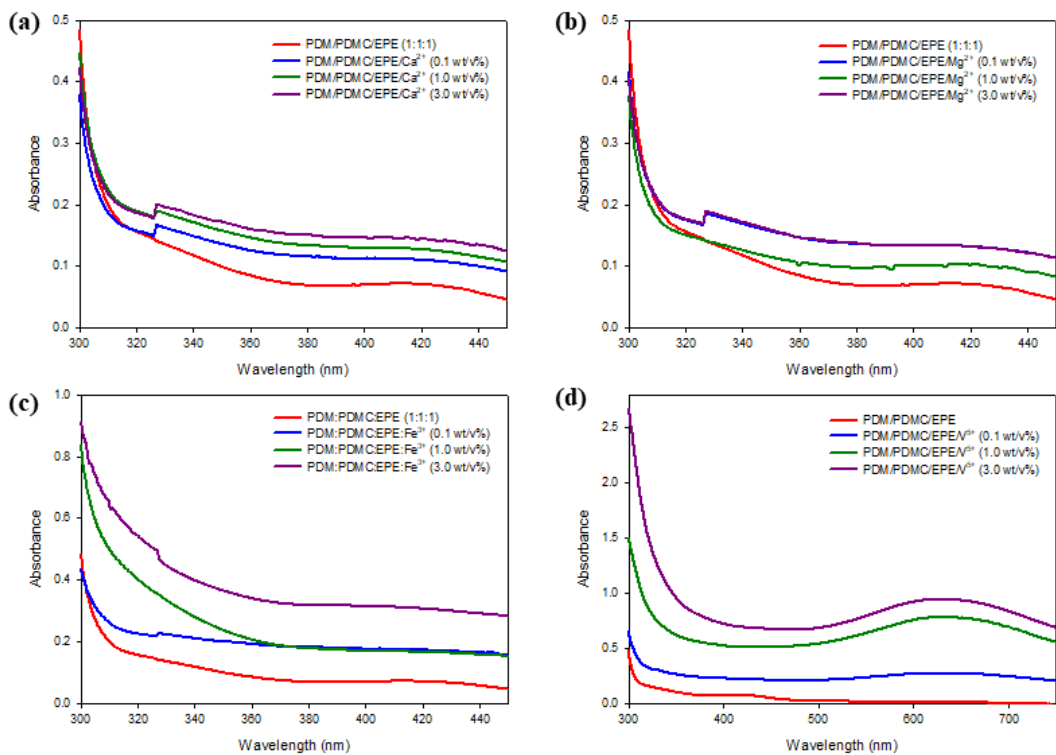 (a)
0.5
0.4
0.3
0.2
0.1
0.0
Absorbance
PDM/PDMC/EPE (1:1:1)
PDM/PDMC/EPE/Ca²⁺ (0.1 wt/v%)
PDM/PDMC/EPE/Ca²⁺ (1.0 wt/v%)
PDM/PDMC/EPE/Ca²⁺ (3.0 wt/v%)
300 320 340 360 380 400 420 440
Wavelength (nm)
(b)
0.5
0.4
0.3
0.2
0.1
0.0
Absorbance
PDM/PDMC/EPE (1:1:1)
PDM/PDMC/EPE/Mg²⁺ (0.1 wt/v%)
PDM/PDMC/EPE/Mg²⁺ (1.0 wt/v%)
PDM/PDMC/EPE/Mg²⁺ (3.0 wt/v%)
300 320 340 360 380 400 420 440
Wavelength (nm)
(c)
1.0
0.8
0.6
0.4
0.2
0.0
Absorbance
PDM:PDMC:EPE (1:1:1)
PDM:PDMC:EPE:Fe³⁺ (0.1 wt/v%)
PDM:PDMC:EPE:Fe³⁺ (1.0 wt/v%)
PDM:PDMC:EPE:Fe³⁺ (3.0 wt/v%)
300 320 340 360 380 400 420 440
Wavelength (nm)
(d)
2.5
2.0
1.5
1.0
0.5
0.0
Absorbance
PDM/PDMC/EPE
PDM/PDMC/EPE/V⁵⁺ (0.1 wt/v%)
PDM/PDMC/EPE/V⁵⁺ (1.0 wt/v%)
PDM/PDMC/EPE/V⁵⁺ (3.0 wt/v%)
300 400 500 600 700
Wavelength (nm)